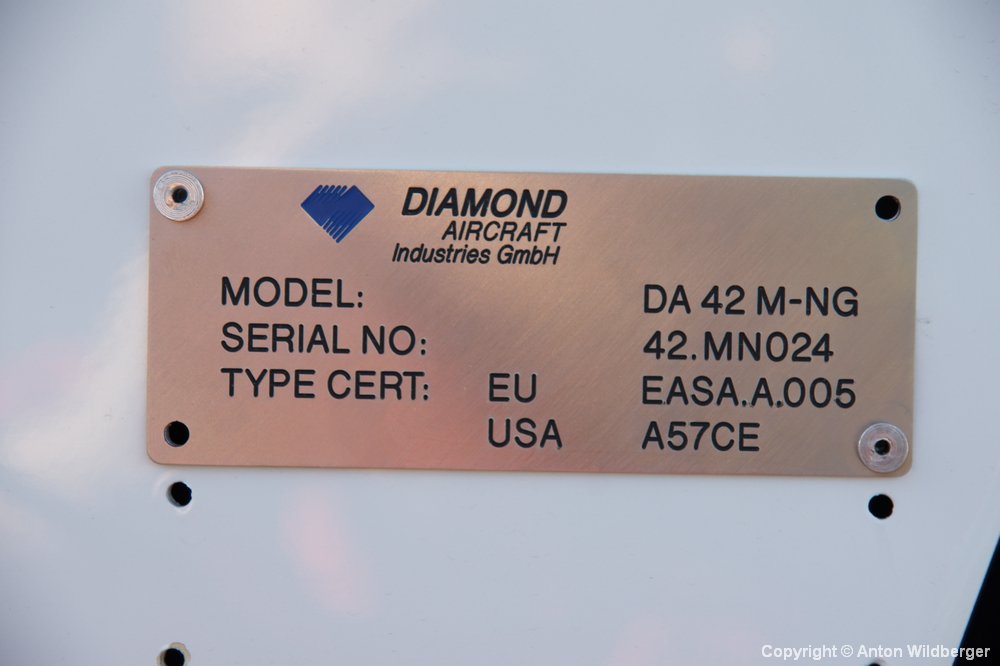 DIAMOND
AIRCRAFT
Industries GmbH
MODEL: DA 42 M-NG
SERIAL NO: 42.MN024
TYPE CERT: EU EASA.A.005
USA A57CE
Copyright © Anton Wildberger